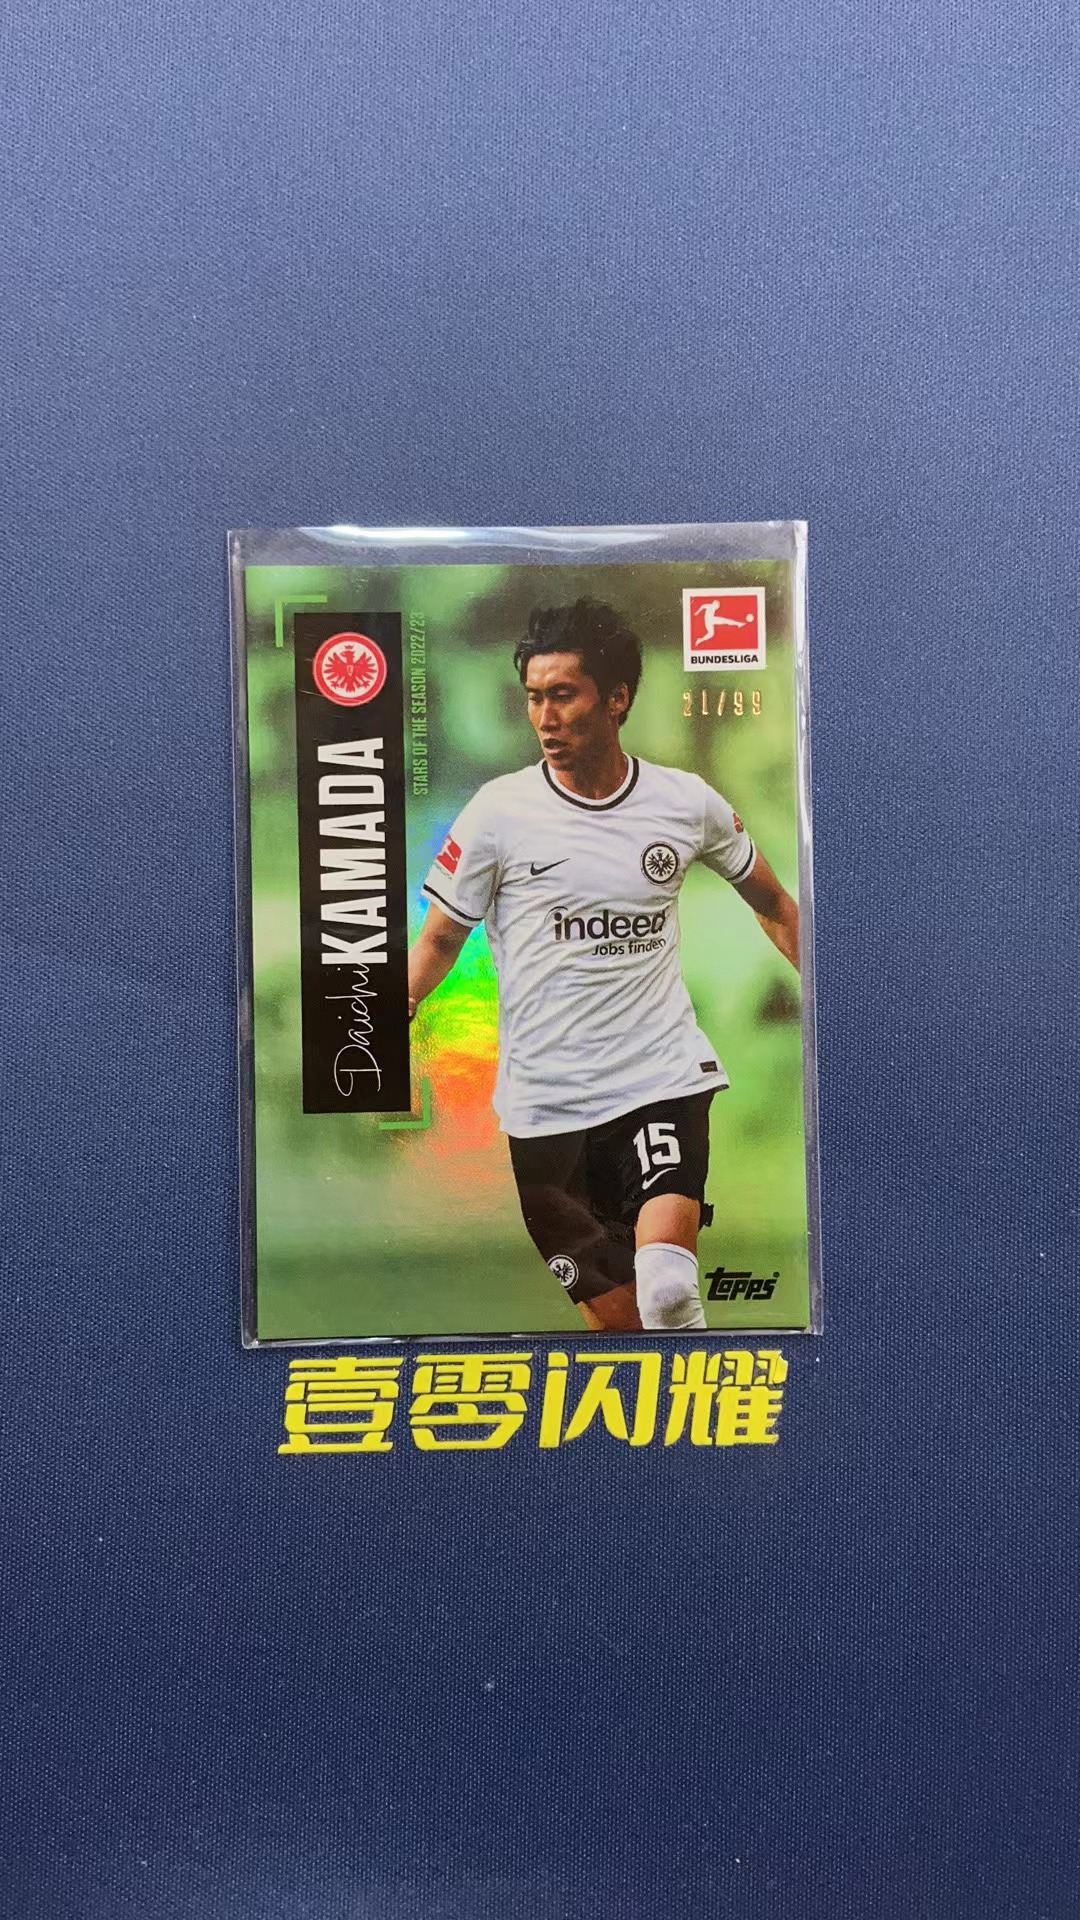 BUNDESLIGA
21/99
STARS OF THE SEASON 2022/23
Daichi
KAMADA
indeed
Jobs finden
15
topps
壹零闪耀